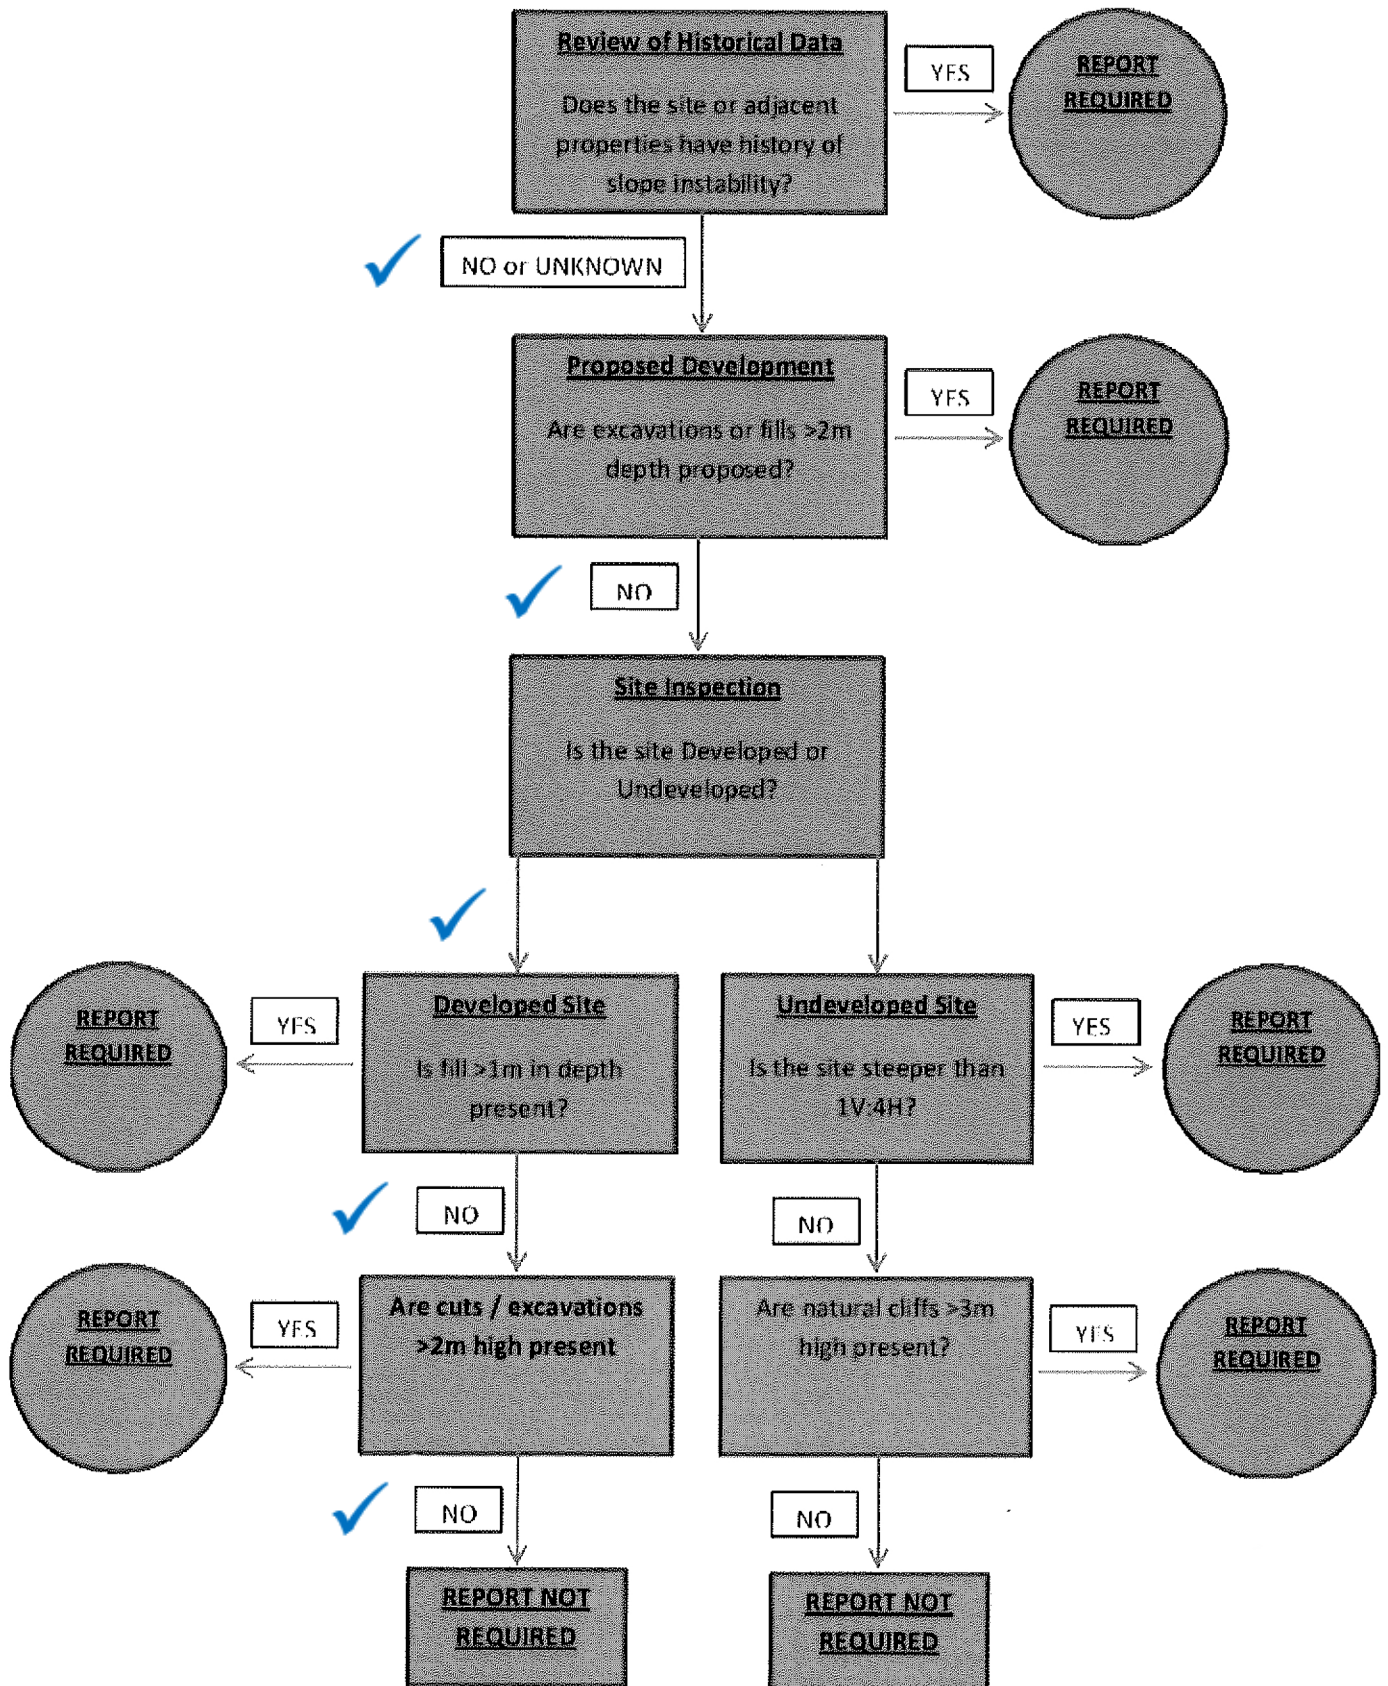 Review of Historical Data
Does the site or adjacent
properties have history of
slope instability?
YES
REPORT
REQUIRED
NO or UNKNOWN
Proposed Development
Are excavations or fills >2m
depth proposed?
YES
REPORT
REQUIRED
NO
Site Inspection
Is the site Developed or
Undeveloped?
REPORT
REQUIRED
YES
Developed Site
Is fill >1m in depth
present?
Undeveloped Site
Is the site steeper than
1V:4H?
YES
REPORT
REQUIRED
NO
NO
REPORT
REQUIRED
YES
Are cuts / excavations
>2m high present
Are natural cliffs >3m
high present?
YES
REPORT
REQUIRED
NO
NO
REPORT NOT
REQUIRED
REPORT NOT
REQUIRED